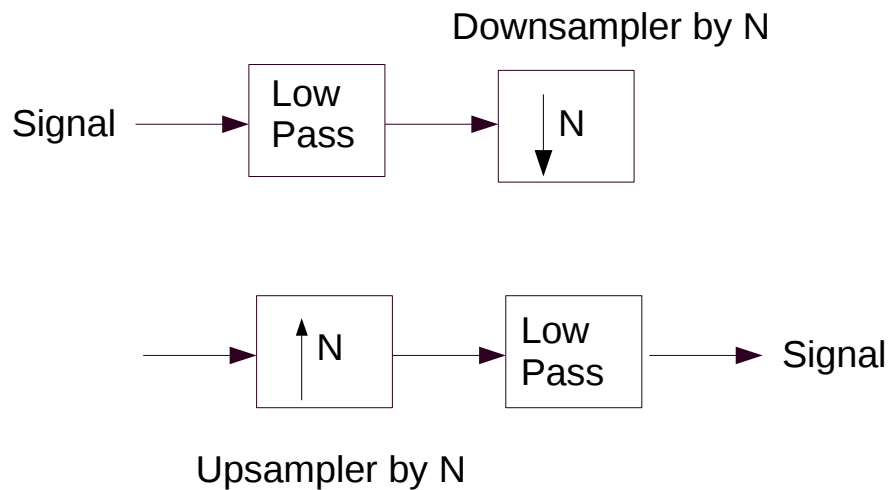 Downsampler by N
Signal
Low
Pass
N
N
Low
Pass
Signal
Upsampler by N